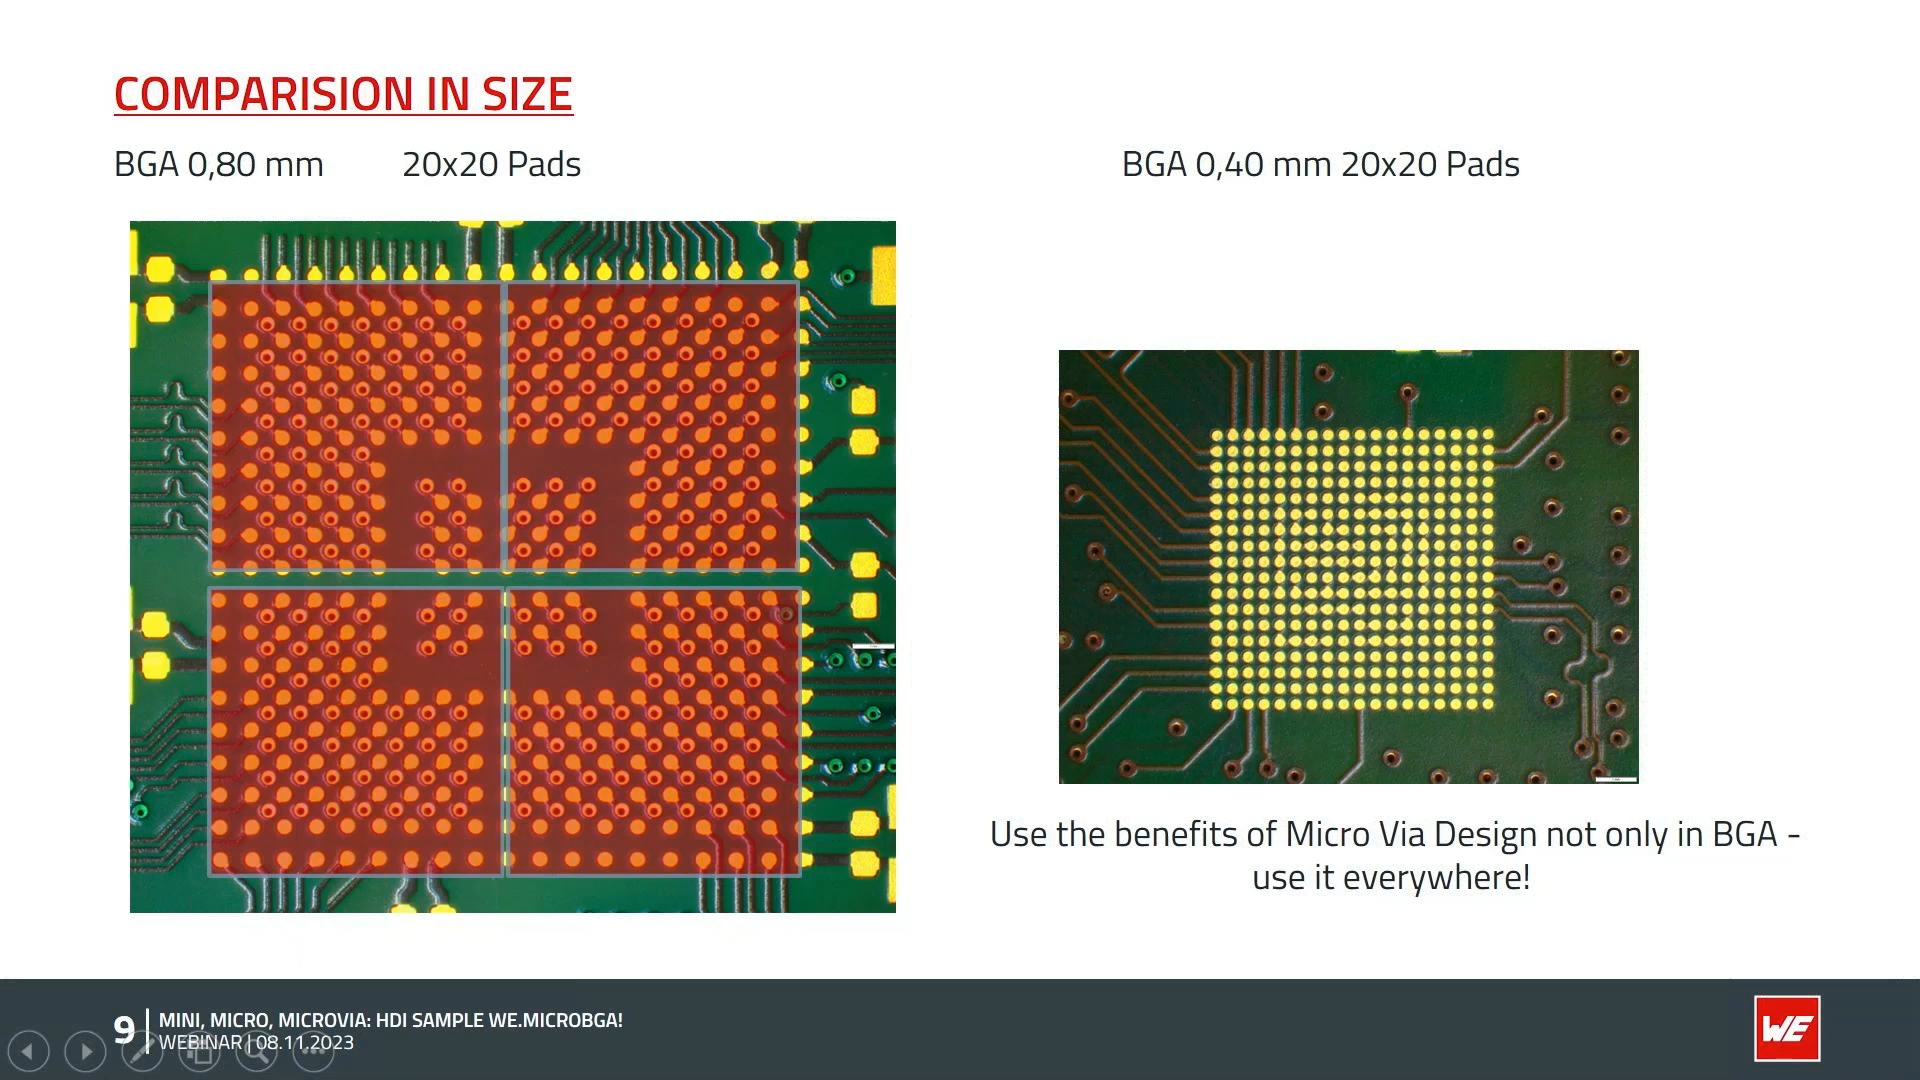 COMPARISION IN SIZE
BGA 0,80 mm 20x20 Pads
BGA 0,40 mm 20x20 Pads
Use the benefits of Micro Via Design not only in BGA -
use it everywhere!
9
MINI, MICRO, MICROVIA: HDI SAMPLE WE.MICROBGA!
WEBINAR | 08.11.2023
WE